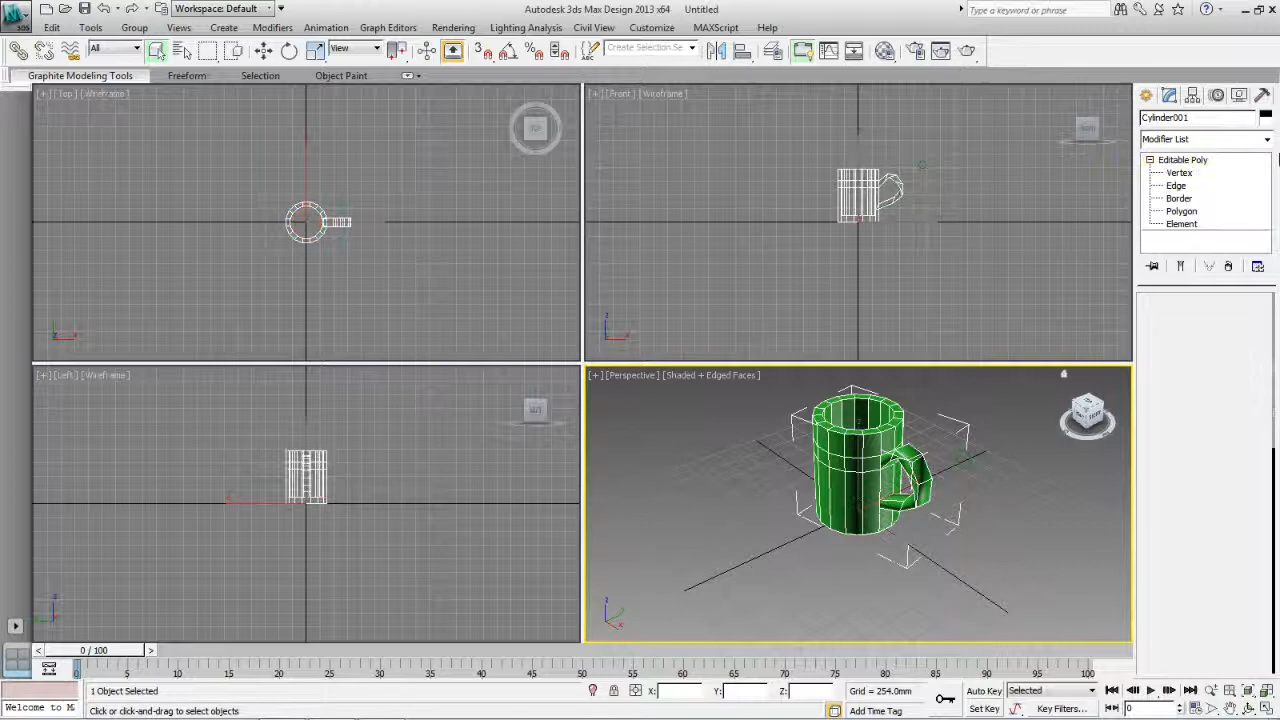 Workspace: Default
Autodesk 3ds Max Design 2013 x64 Untitled
Type a keyword or phrase
Edit Tools Group Views Create Modifiers Animation Graph Editors Rendering Lighting Analysis Civil View Customize MAXScript Help
All
View
Create Selection Se
Graphite Modeling Tools Freeform Selection Object Paint
[+] [Top] [Wireframe]
[+] [Front] [Wireframe]
Cylinder001
Modifier List
Editable Poly
Vertex
Edge
Border
Polygon
Element
[+] [Left] [Wireframe]
[+] [Perspective] [Shaded + Edged Faces]
0 / 100
0 5 10 15 20 25 30 35 40 45 50 55 60 65 70 75 80 85 90 95 100
1 Object Selected
X: Y: Z:
Grid = 254.0mm
Auto Key
Selected
Welcome to M
Click or click-and-drag to select objects
Add Time Tag
Set Key
Key Filters...
0